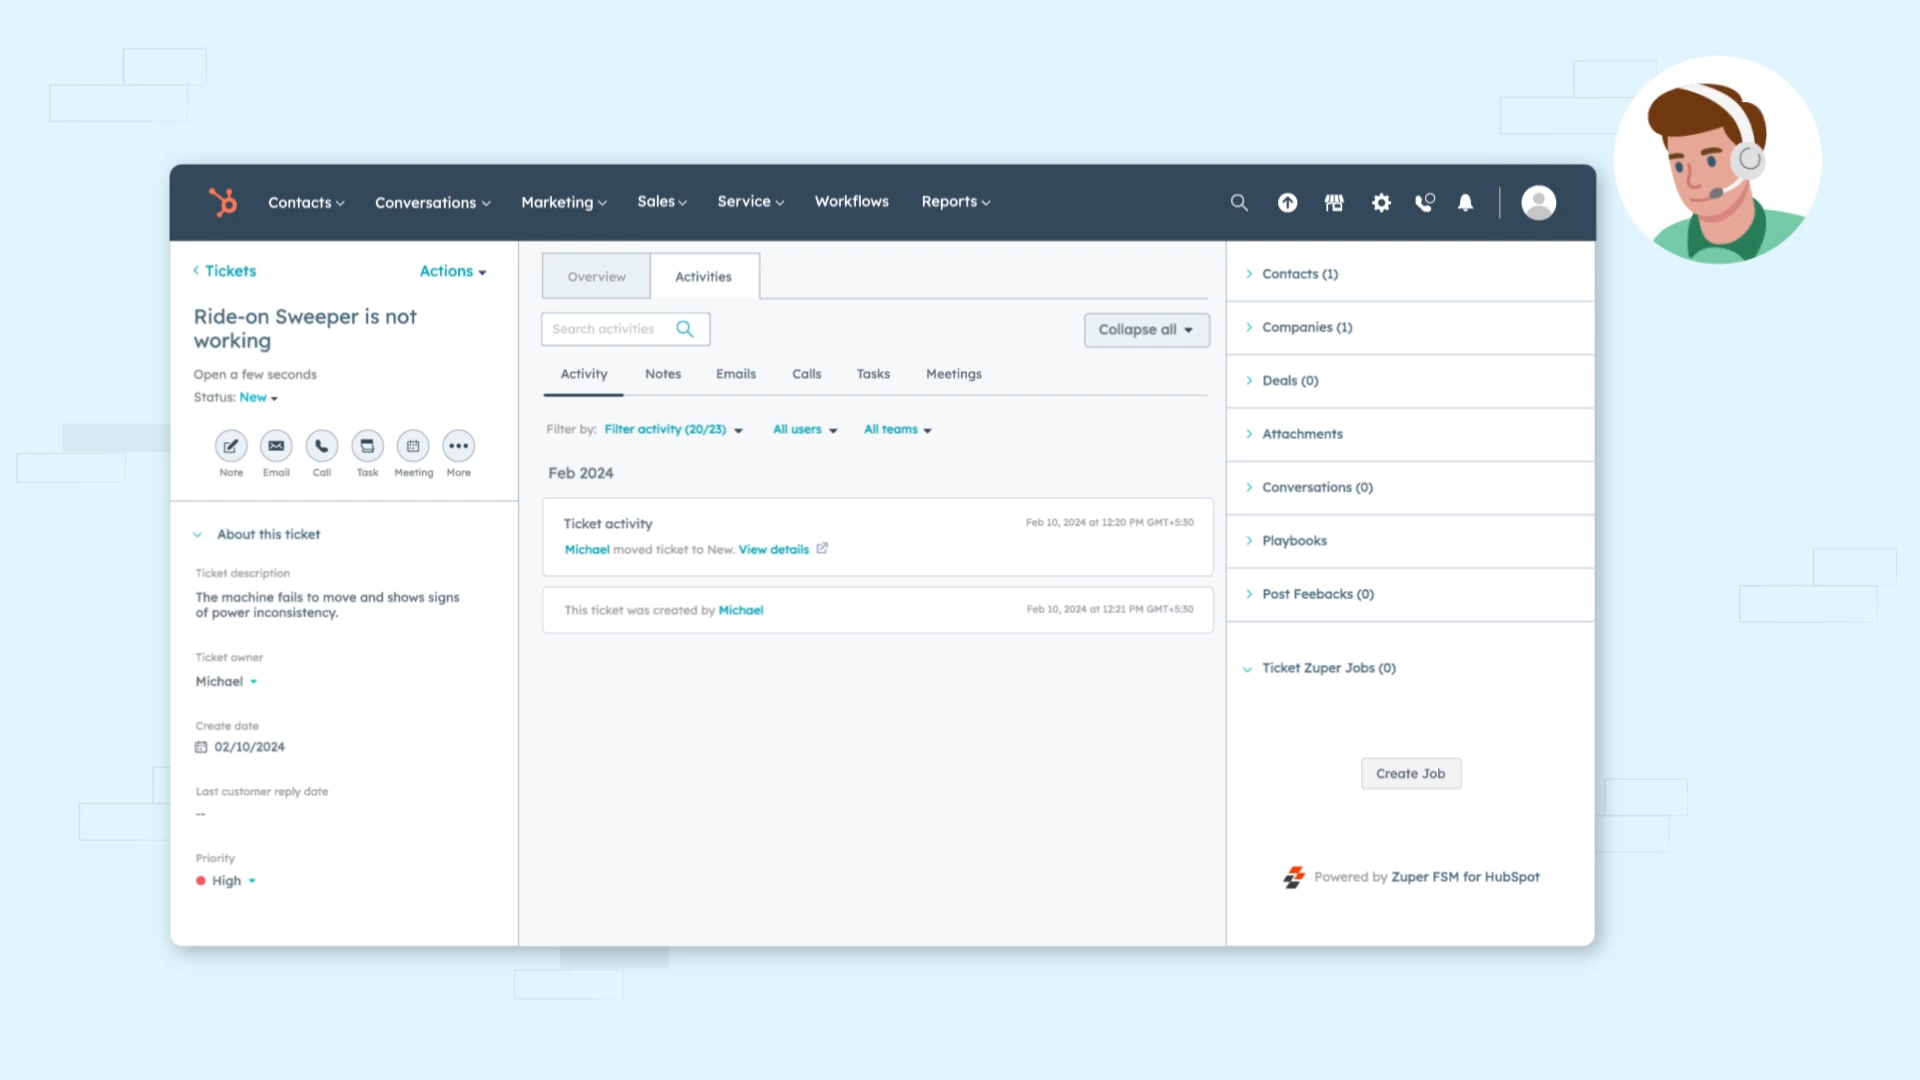 Contacts
Conversations
Marketing
Sales
Service
Workflows
Reports
Tickets
Actions
Ride-on Sweeper is not
working
Open a few seconds
Status: New
Note
Email
Call
Task
Meeting
More
About this ticket
Ticket description
The machine fails to move and shows signs
of power inconsistency.
Ticket owner
Michael
Create date
02/10/2024
Last customer reply date
--
Priority
High
Overview
Activities
Search activities
Collapse all
Activity
Notes
Emails
Calls
Tasks
Meetings
Filter by: Filter activity (20/23)
All users
All teams
Feb 2024
Ticket activity
Feb 10, 2024 at 12:20 PM GMT+5:30
Michael moved ticket to New. View details
This ticket was created by Michael
Feb 10, 2024 at 12:21 PM GMT+5:30
Contacts (1)
Companies (1)
Deals (0)
Attachments
Conversations (0)
Playbooks
Post Feebacks (0)
Ticket Zuper Jobs (0)
Create Job
Powered by Zuper FSM for HubSpot